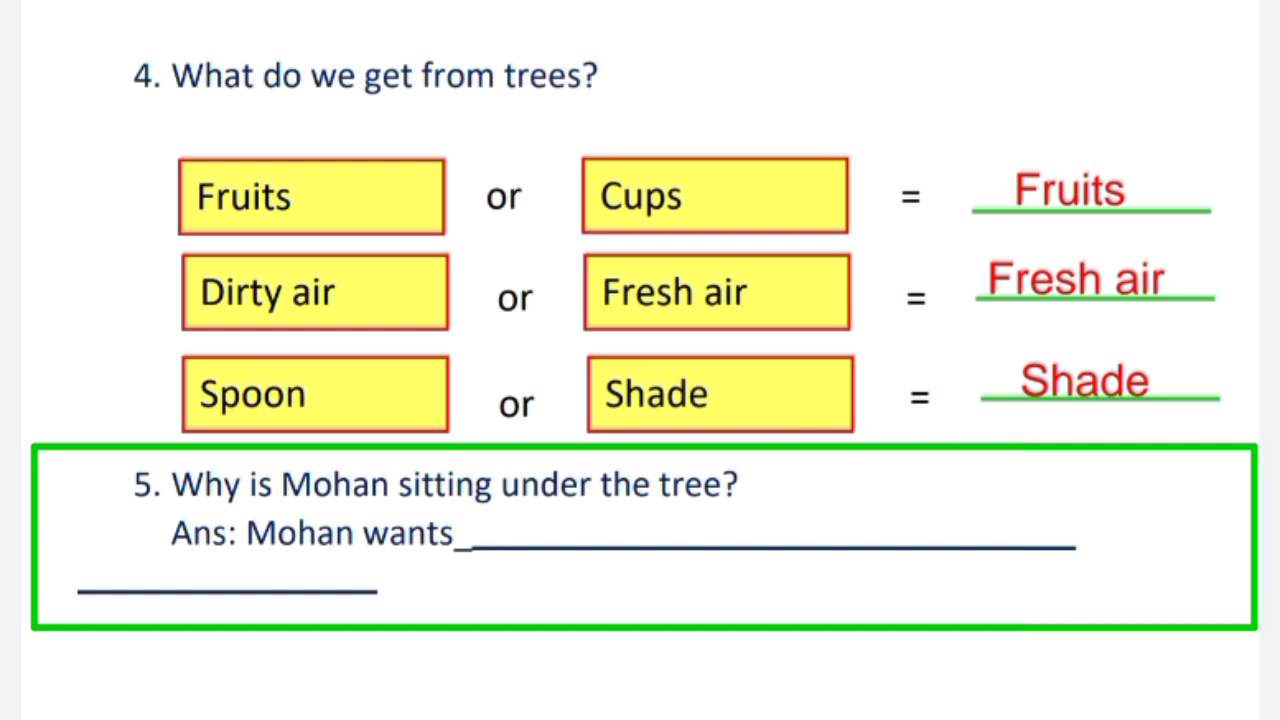 4. What do we get from trees?
Fruits or Cups = Fruits
Dirty air or Fresh air = Fresh air
Spoon or Shade = Shade
5. Why is Mohan sitting under the tree?
Ans: Mohan wants_